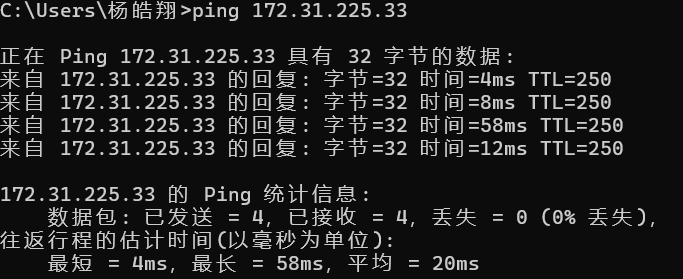 C:\Users\杨皓翔>ping 172.31.225.33
正在 Ping 172.31.225.33 具有 32 字节的数据:
来自 172.31.225.33 的回复: 字节=32 时间=4ms TTL=250
来自 172.31.225.33 的回复: 字节=32 时间=8ms TTL=250
来自 172.31.225.33 的回复: 字节=32 时间=58ms TTL=250
来自 172.31.225.33 的回复: 字节=32 时间=12ms TTL=250
172.31.225.33 的 Ping 统计信息:
数据包: 已发送 = 4, 已接收 = 4, 丢失 = 0 (0% 丢失),
往返行程的估计时间(以毫秒为单位):
最短 = 4ms, 最长 = 58ms, 平均 = 20ms